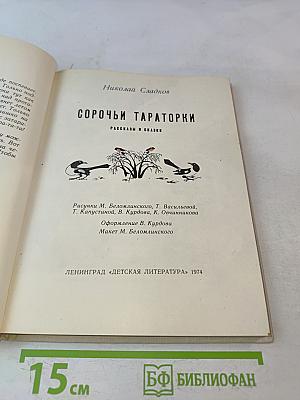 Николай Сладков
СОРОЧЬИ ТАРАТОРКИ
РАССКАЗЫ И СКАЗКИ
Рисунки М. Беломлинского, Т. Васильевой,
Т. Капустиной, В. Курдова, К. Овчинникова
Оформление В. Курдова
Макет М. Беломлинского
ЛЕНИНГРАД «ДЕТСКАЯ ЛИТЕРАТУРА» 1974
15 см
БФ БИБЛИОФАН